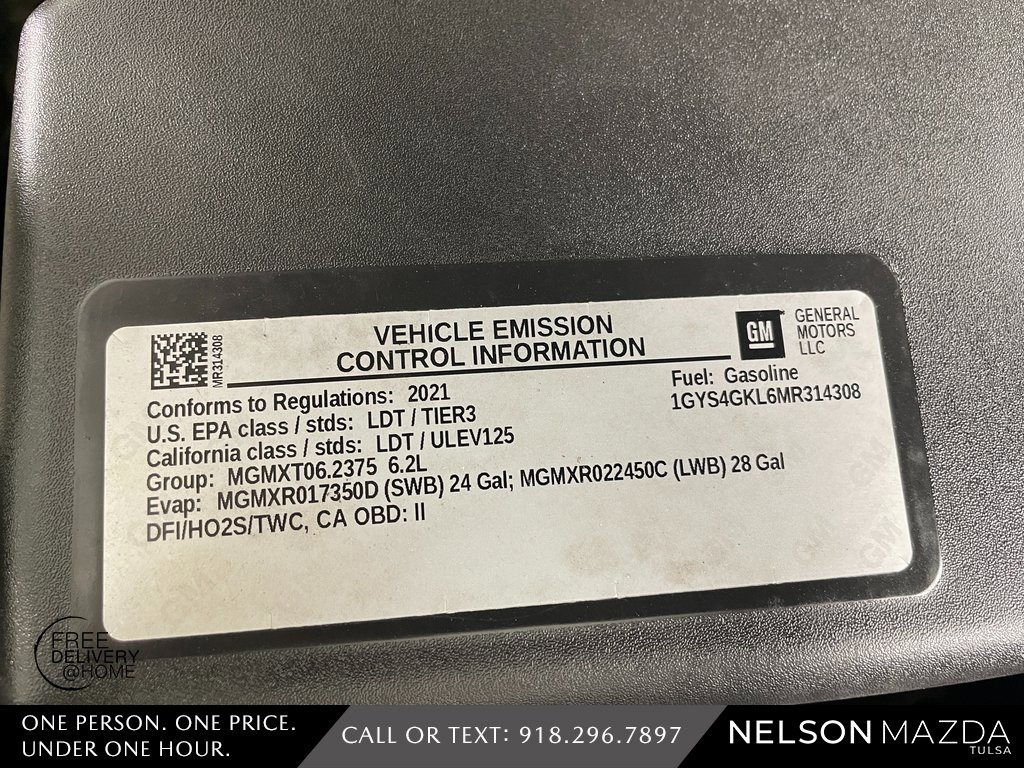 VEHICLE EMISSION
CONTROL INFORMATION
MR314308
GM
GENERAL
MOTORS
LLC
Conforms to Regulations: 2021
Fuel: Gasoline
U.S. EPA class / stds: LDT / TIER3
1GYS4GKL6MR314308
California class / stds: LDT / ULEV125
Group: MGMXT06.2375 6.2L
Evap: MGMXR017350D (SWB) 24 Gal; MGMXR022450C (LWB) 28 Gal
DFI/HO2S/TWC, CA OBD: II
FREE
DELIVERY
@HOME
ONE PERSON. ONE PRICE.
UNDER ONE HOUR.
CALL OR TEXT: 918.296.7897
NELSON MAZDA
TULSA